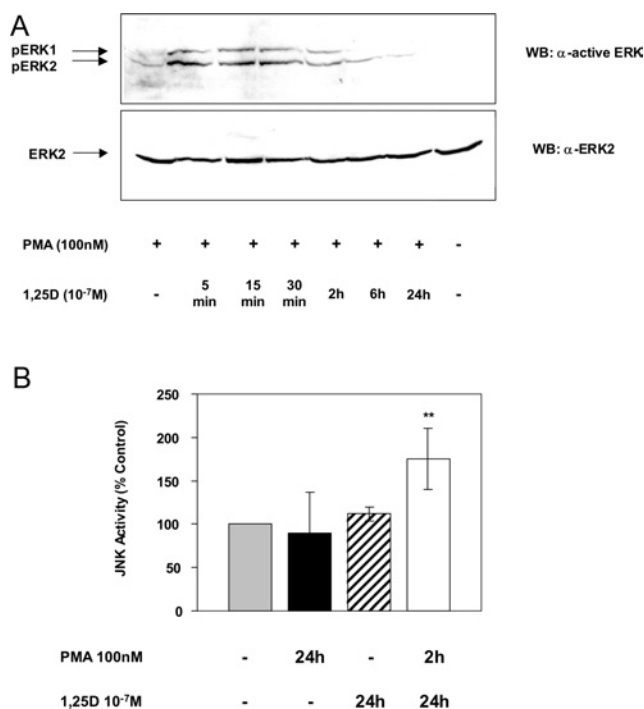 A
pERK1
pERK2
WB: α-active ERK
ERK2
WB: α-ERK2
PMA (100nM) + + + + + + + -
1,25D (10⁻⁷M) - 5 min 15 min 30 min 2h 6h 24h -
B
JNK Activity (% Control)
250
200
150
100
50
0
**
PMA 100nM - 24h - 2h
1,25D 10⁻⁷M - - 24h 24h